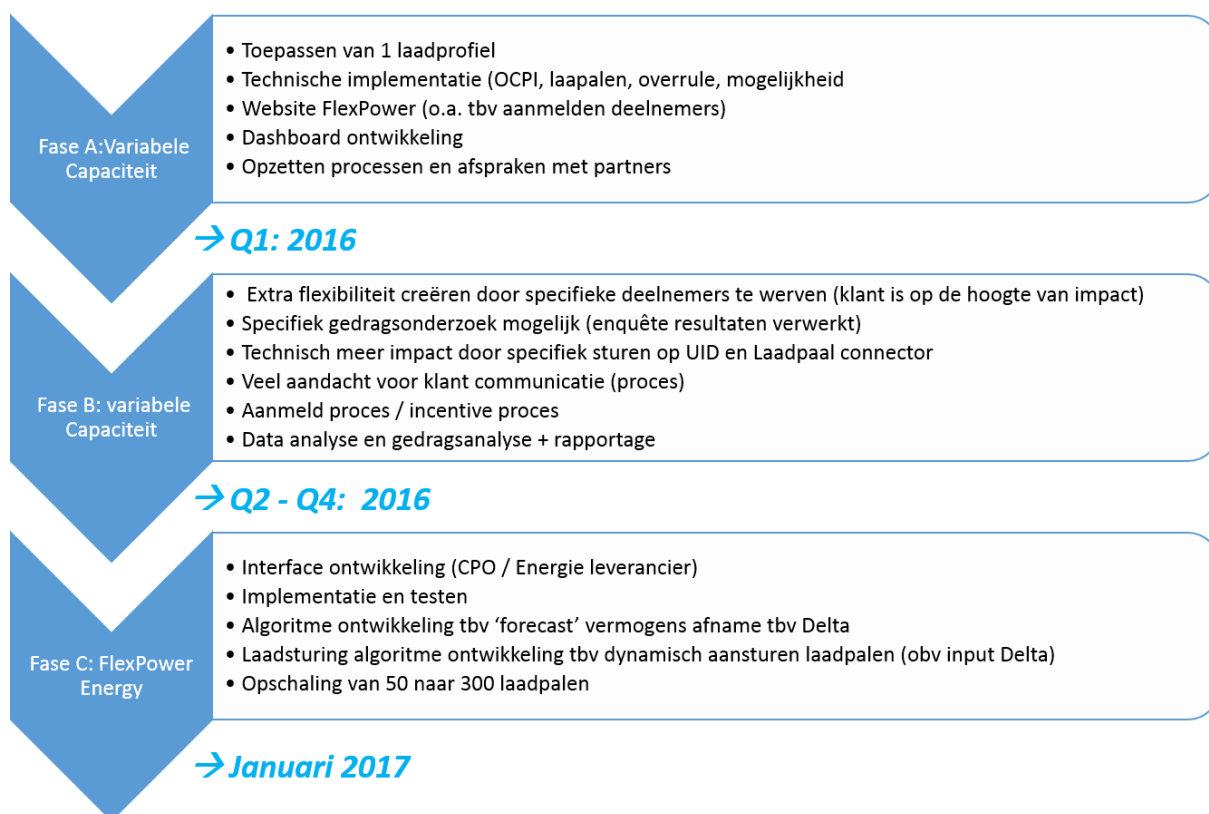 Fase A:Variabele
Capaciteit
• Toepassen van 1 laadprofiel
• Technische implementatie (OCPI, laapalen, overrule, mogelijkheid
• Website FlexPower (o.a. tbv aanmelden deelnemers)
• Dashboard ontwikkeling
• Opzetten processen en afspraken met partners
→ Q1: 2016
Fase B: variabele
Capaciteit
• Extra flexibiliteit creëren door specifieke deelnemers te werven (klant is op de hoogte van impact)
• Specifiek gedragsonderzoek mogelijk (enquête resultaten verwerkt)
• Technisch meer impact door specifiek sturen op UID en Laadpaal connector
• Veel aandacht voor klant communicatie (proces)
• Aanmeld proces / incentive proces
• Data analyse en gedragsanalyse + rapportage
→ Q2 - Q4: 2016
Fase C: FlexPower
Energy
• Interface ontwikkeling (CPO / Energie leverancier)
• Implementatie en testen
• Algoritme ontwikkeling tbv ‘forecast’ vermogens afname tbv Delta
• Laadsturing algoritme ontwikkeling tbv dynamisch aansturen laadpalen (obv input Delta)
• Opschaling van 50 naar 300 laadpalen
→ Januari 2017